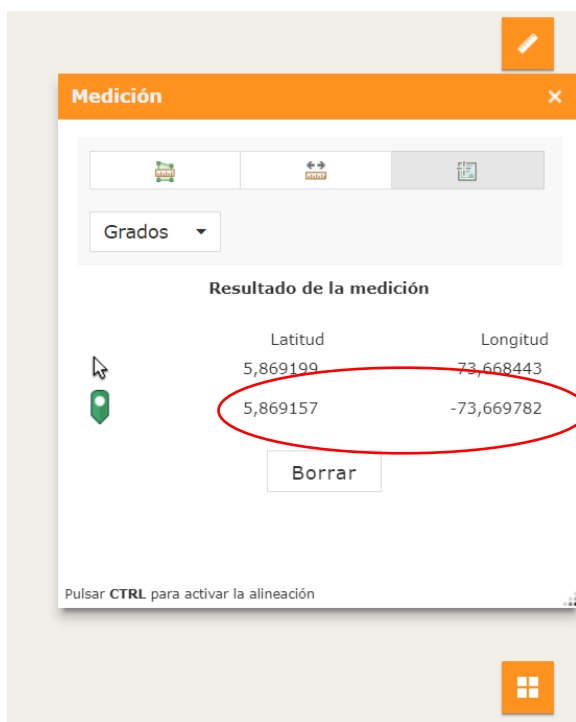 Medición ×
Grados
Resultado de la medición
Latitud Longitud
5,869199 -73,668443
5,869157 -73,669782
Borrar
Pulsar CTRL para activar la alineación